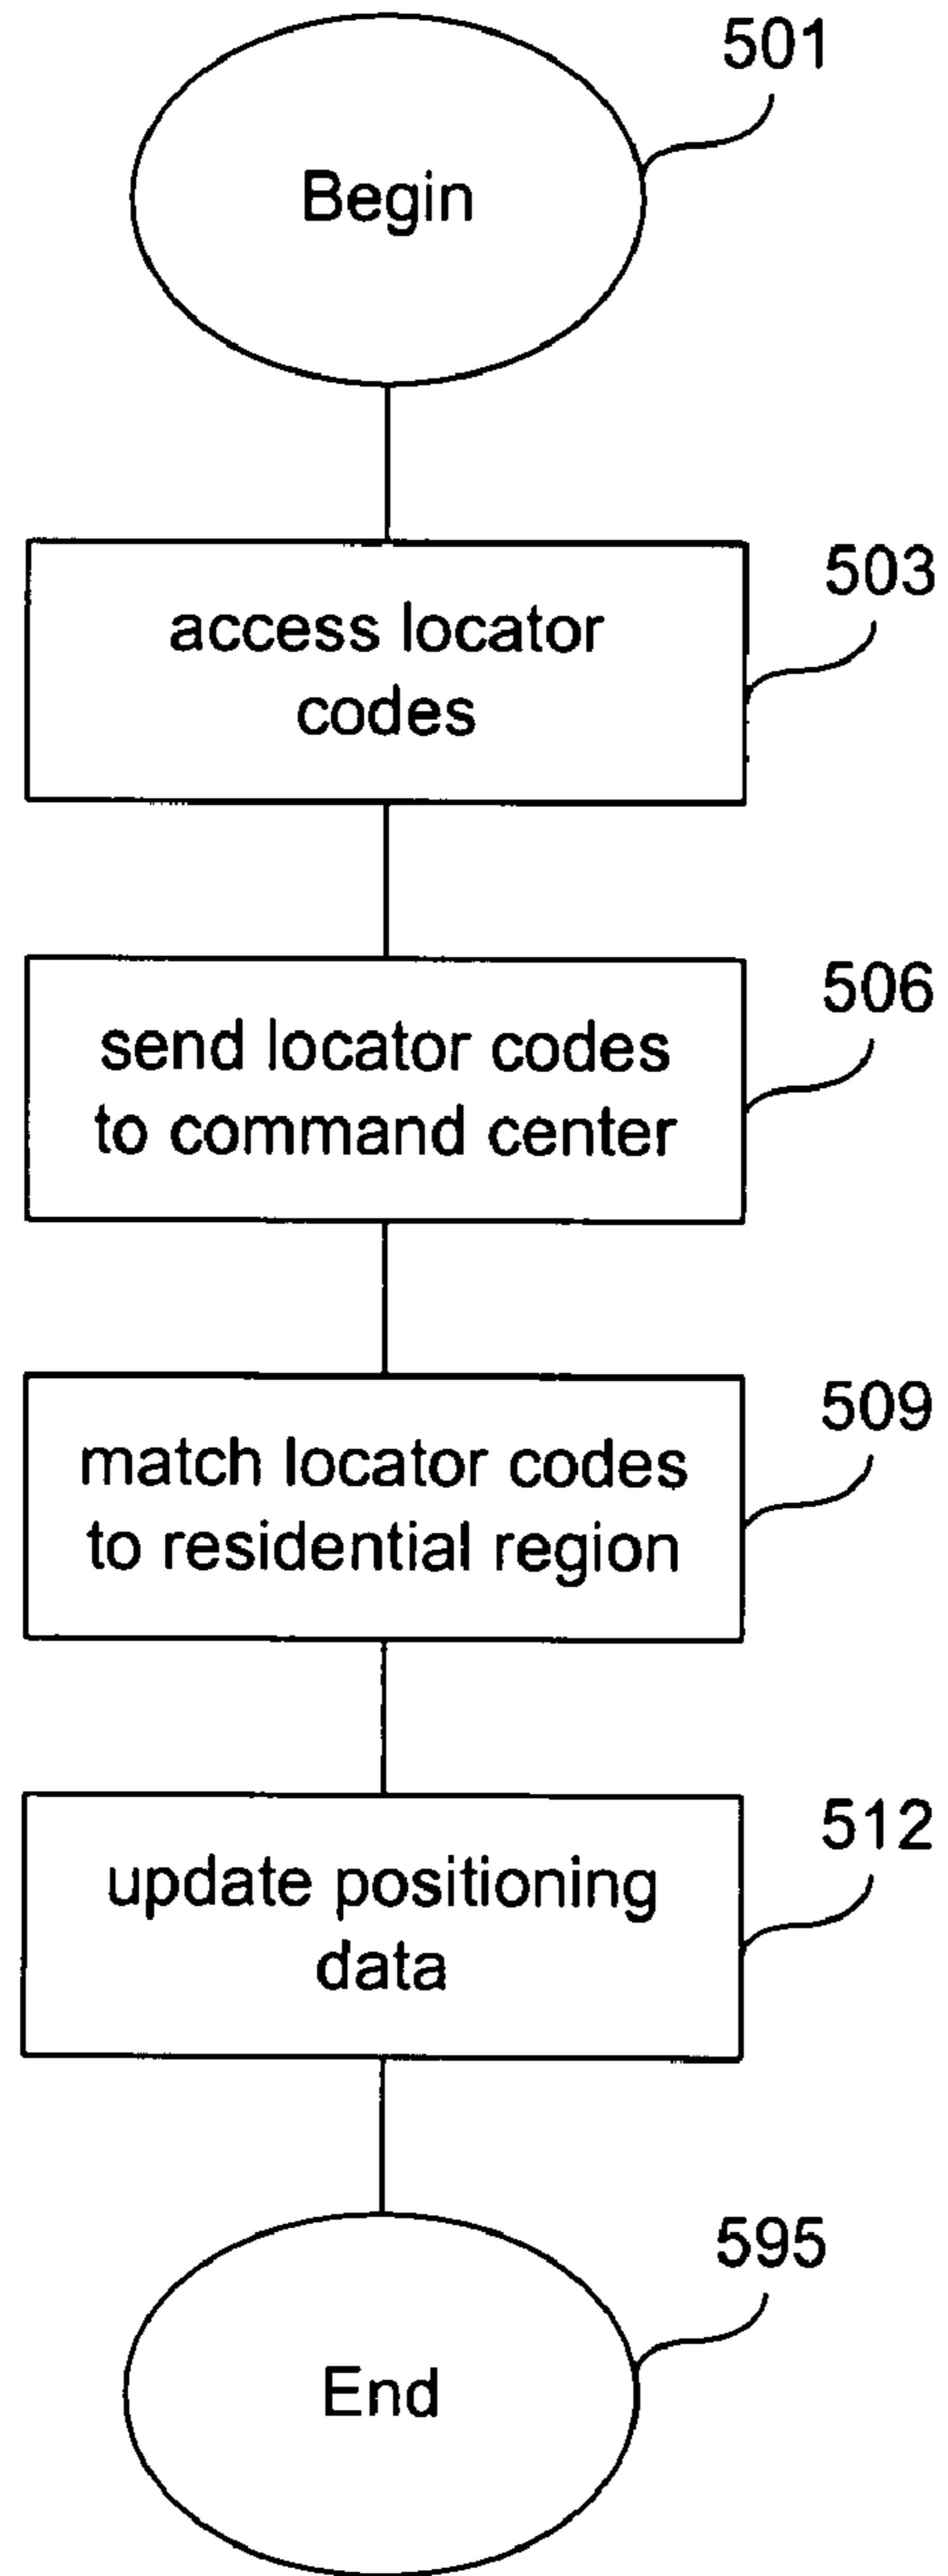 501
Begin
503
access locator
codes
506
send locator codes
to command center
509
match locator codes
to residential region
512
update positioning
data
595
End